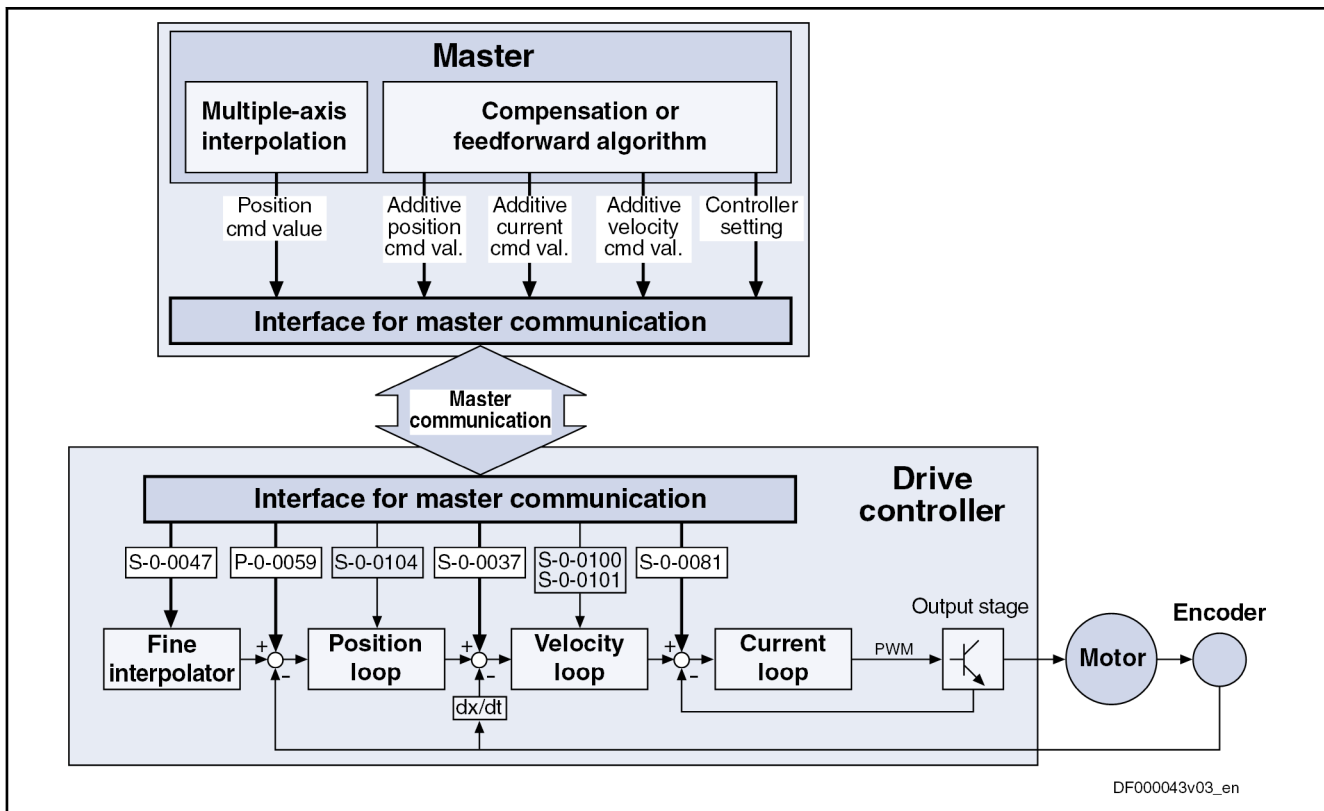 Master
Multiple-axis
interpolation
Compensation or
feedforward algorithm
Position
cmd value
Additive
position
cmd val.
Additive
current
cmd val.
Additive
velocity
cmd val.
Controller
setting
Interface for master communication
Master
communication
Interface for master communication
Drive
controller
S-0-0047
P-0-0059
S-0-0104
S-0-0037
S-0-0100
S-0-0101
S-0-0081
Output stage
Encoder
Fine
interpolator
+
-
Position
loop
+
-
Velocity
loop
+
-
Current
loop
PWM
Motor
dx/dt
DF000043v03_en